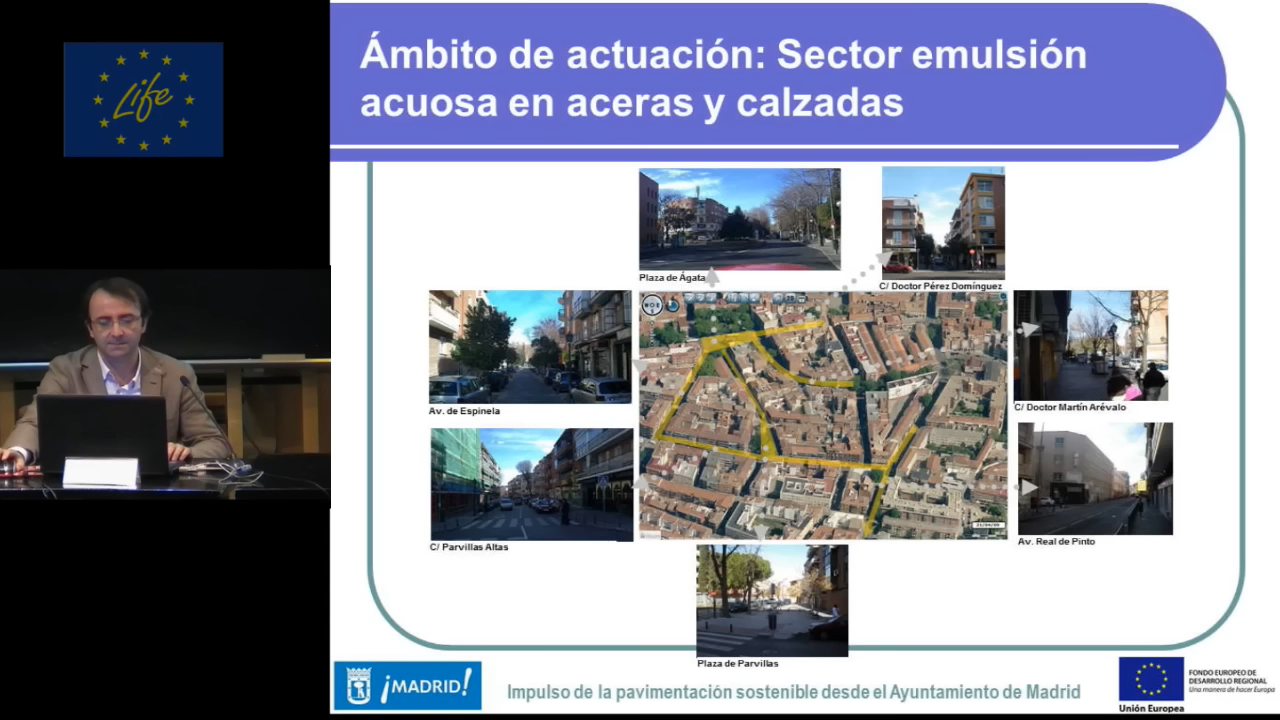 Life
Ámbito de actuación: Sector emulsión
acuosa en aceras y calzadas
Plaza de Ágata
C/ Doctor Pérez Domínguez
Av. de Espinela
C/ Doctor Martín Arévalo
C/ Parvillas Altas
Av. Real de Pinto
Plaza de Parvillas
¡MADRID!
Impulso de la pavimentación sostenible desde el Ayuntamiento de Madrid
FONDO EUROPEO DE
DESARROLLO REGIONAL
Una manera de hacer Europa
Unión Europea